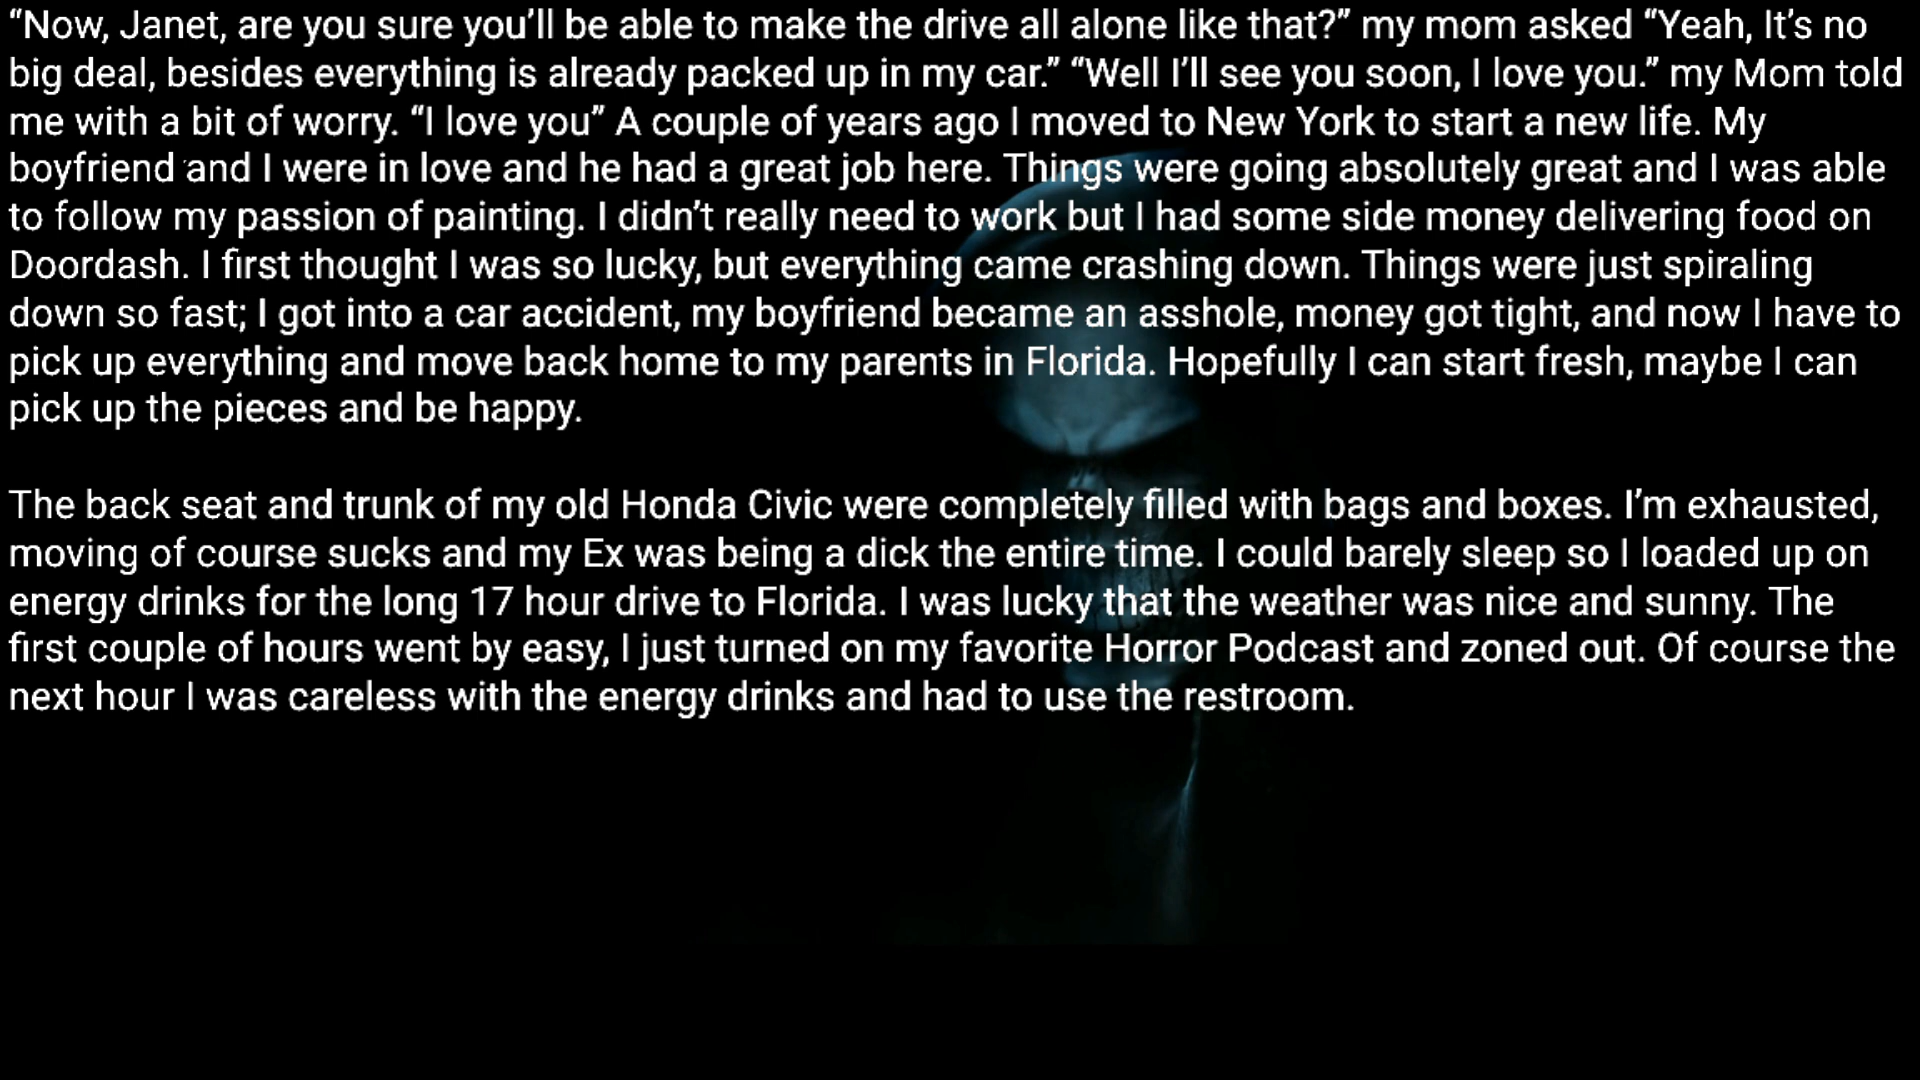 “Now, Janet, are you sure you’ll be able to make the drive all alone like that?” my mom asked “Yeah, It’s no
big deal, besides everything is already packed up in my car.” “Well I’ll see you soon, I love you.” my Mom told
me with a bit of worry. “I love you” A couple of years ago I moved to New York to start a new life. My
boyfriend and I were in love and he had a great job here. Things were going absolutely great and I was able
to follow my passion of painting. I didn’t really need to work but I had some side money delivering food on
Doordash. I first thought I was so lucky, but everything came crashing down. Things were just spiraling
down so fast; I got into a car accident, my boyfriend became an asshole, money got tight, and now I have to
pick up everything and move back home to my parents in Florida. Hopefully I can start fresh, maybe I can
pick up the pieces and be happy.

The back seat and trunk of my old Honda Civic were completely filled with bags and boxes. I’m exhausted,
moving of course sucks and my Ex was being a dick the entire time. I could barely sleep so I loaded up on
energy drinks for the long 17 hour drive to Florida. I was lucky that the weather was nice and sunny. The
first couple of hours went by easy, I just turned on my favorite Horror Podcast and zoned out. Of course the
next hour I was careless with the energy drinks and had to use the restroom.